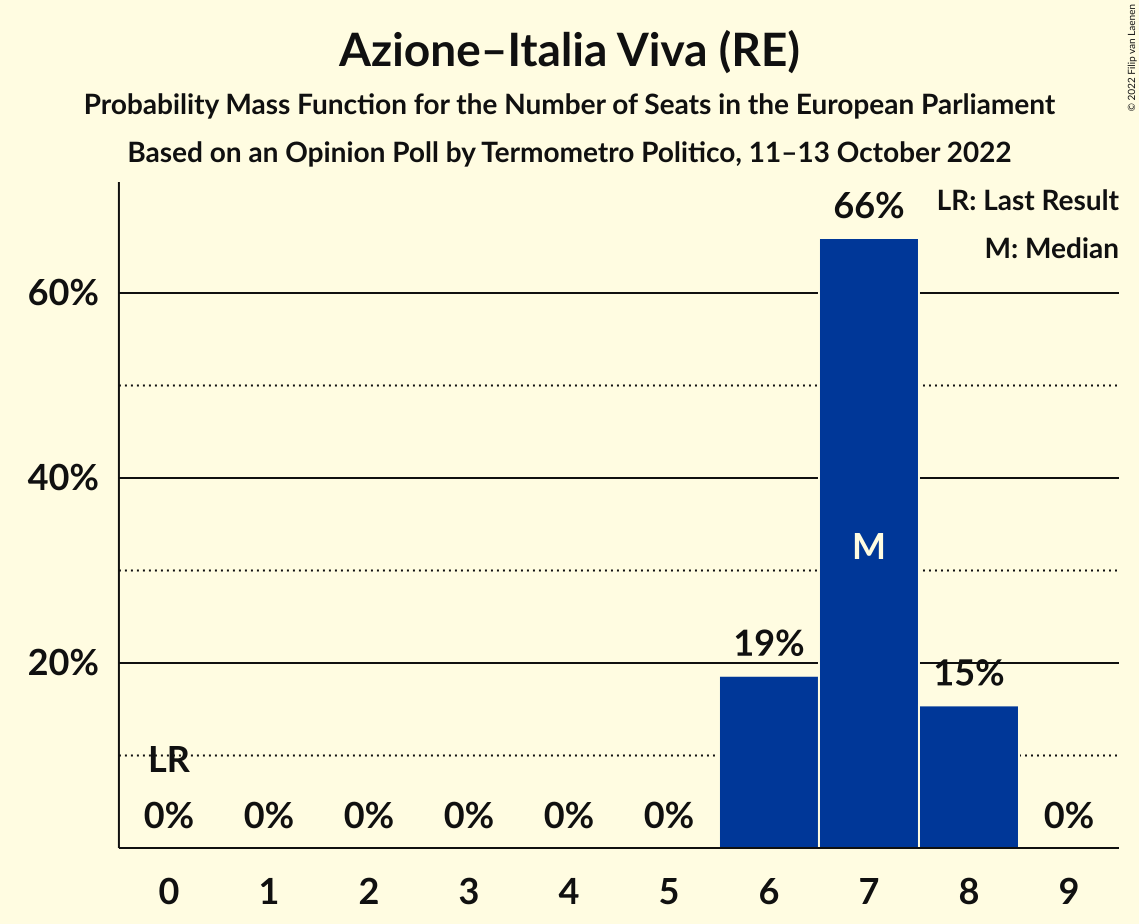 Azione–Italia Viva (RE)
Probability Mass Function for the Number of Seats in the European Parliament
Based on an Opinion Poll by Termometro Politico, 11–13 October 2022
© 2022 Filip van Laenen
LR: Last Result
M: Median
66%
60%
40%
M
19%
20%
15%
LR
0% 0% 0% 0% 0% 0% 0%
0 1 2 3 4 5 6 7 8 9